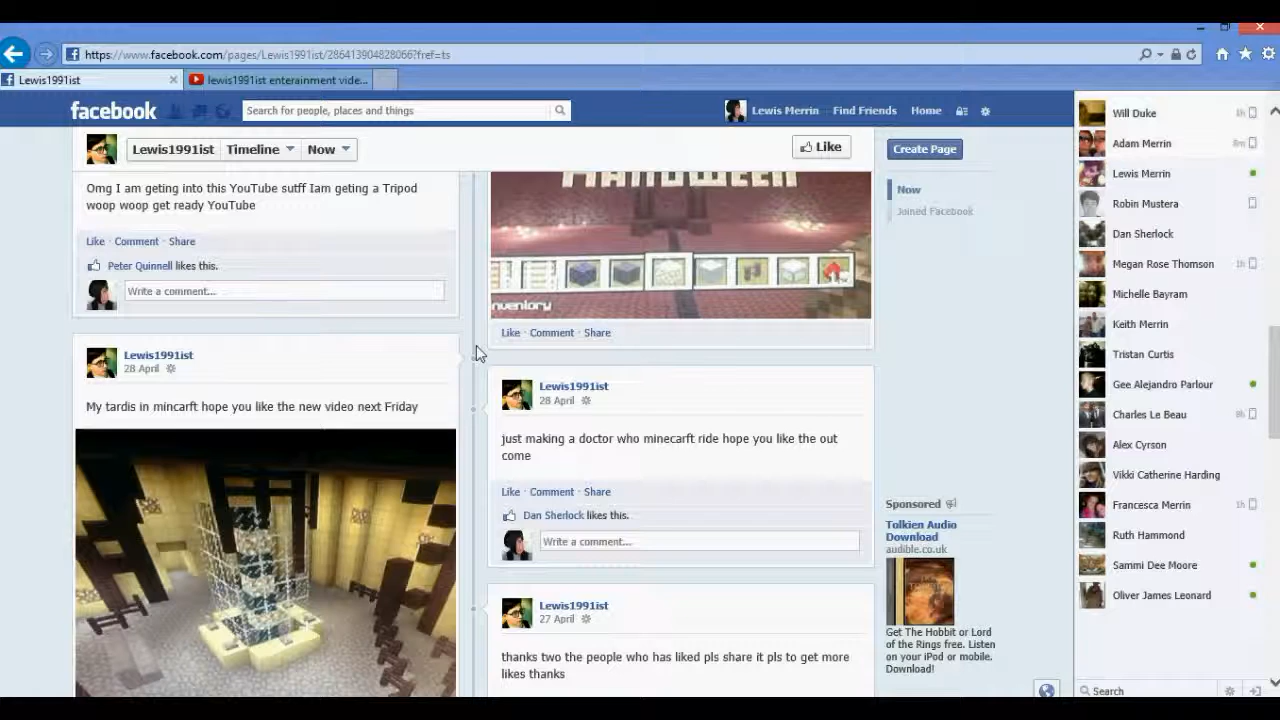 https://www.facebook.com/pages/Lewis1991ist/286413904828066?fref=ts
Lewis1991ist
lewis1991ist enterainment vide...
facebook
Search for people, places and things
Lewis Merrin
Find Friends
Home
Lewis1991ist
Timeline
Now
Like
Create Page
Now
Joined Facebook
Omg I am geting into this YouTube sutff Iam geting a Tripod
woop woop get ready YouTube
Like · Comment · Share
Peter Quinnell likes this.
Write a comment...
Lewis1991ist
28 April
My tardis in mincarft hope you like the new video next Friday
Halloween
nventory
Like · Comment · Share
Lewis1991ist
28 April
just making a doctor who minecarft ride hope you like the out
come
Like · Comment · Share
Dan Sherlock likes this.
Write a comment...
Lewis1991ist
27 April
thanks two the people who has liked pls share it pls to get more
likes thanks
Sponsored
Tolkien Audio
Download
audible.co.uk
Get The Hobbit or Lord
of the Rings free. Listen
on your iPod or mobile.
Download!
Will Duke
1h
Adam Merrin
8m
Lewis Merrin
Robin Mustera
Dan Sherlock
Megan Rose Thomson
1h
Michelle Bayram
Keith Merrin
Tristan Curtis
Gee Alejandro Parlour
Charles Le Beau
8h
Alex Cyrson
Vikki Catherine Harding
Francesca Merrin
1h
Ruth Hammond
Sammi Dee Moore
Oliver James Leonard
Search